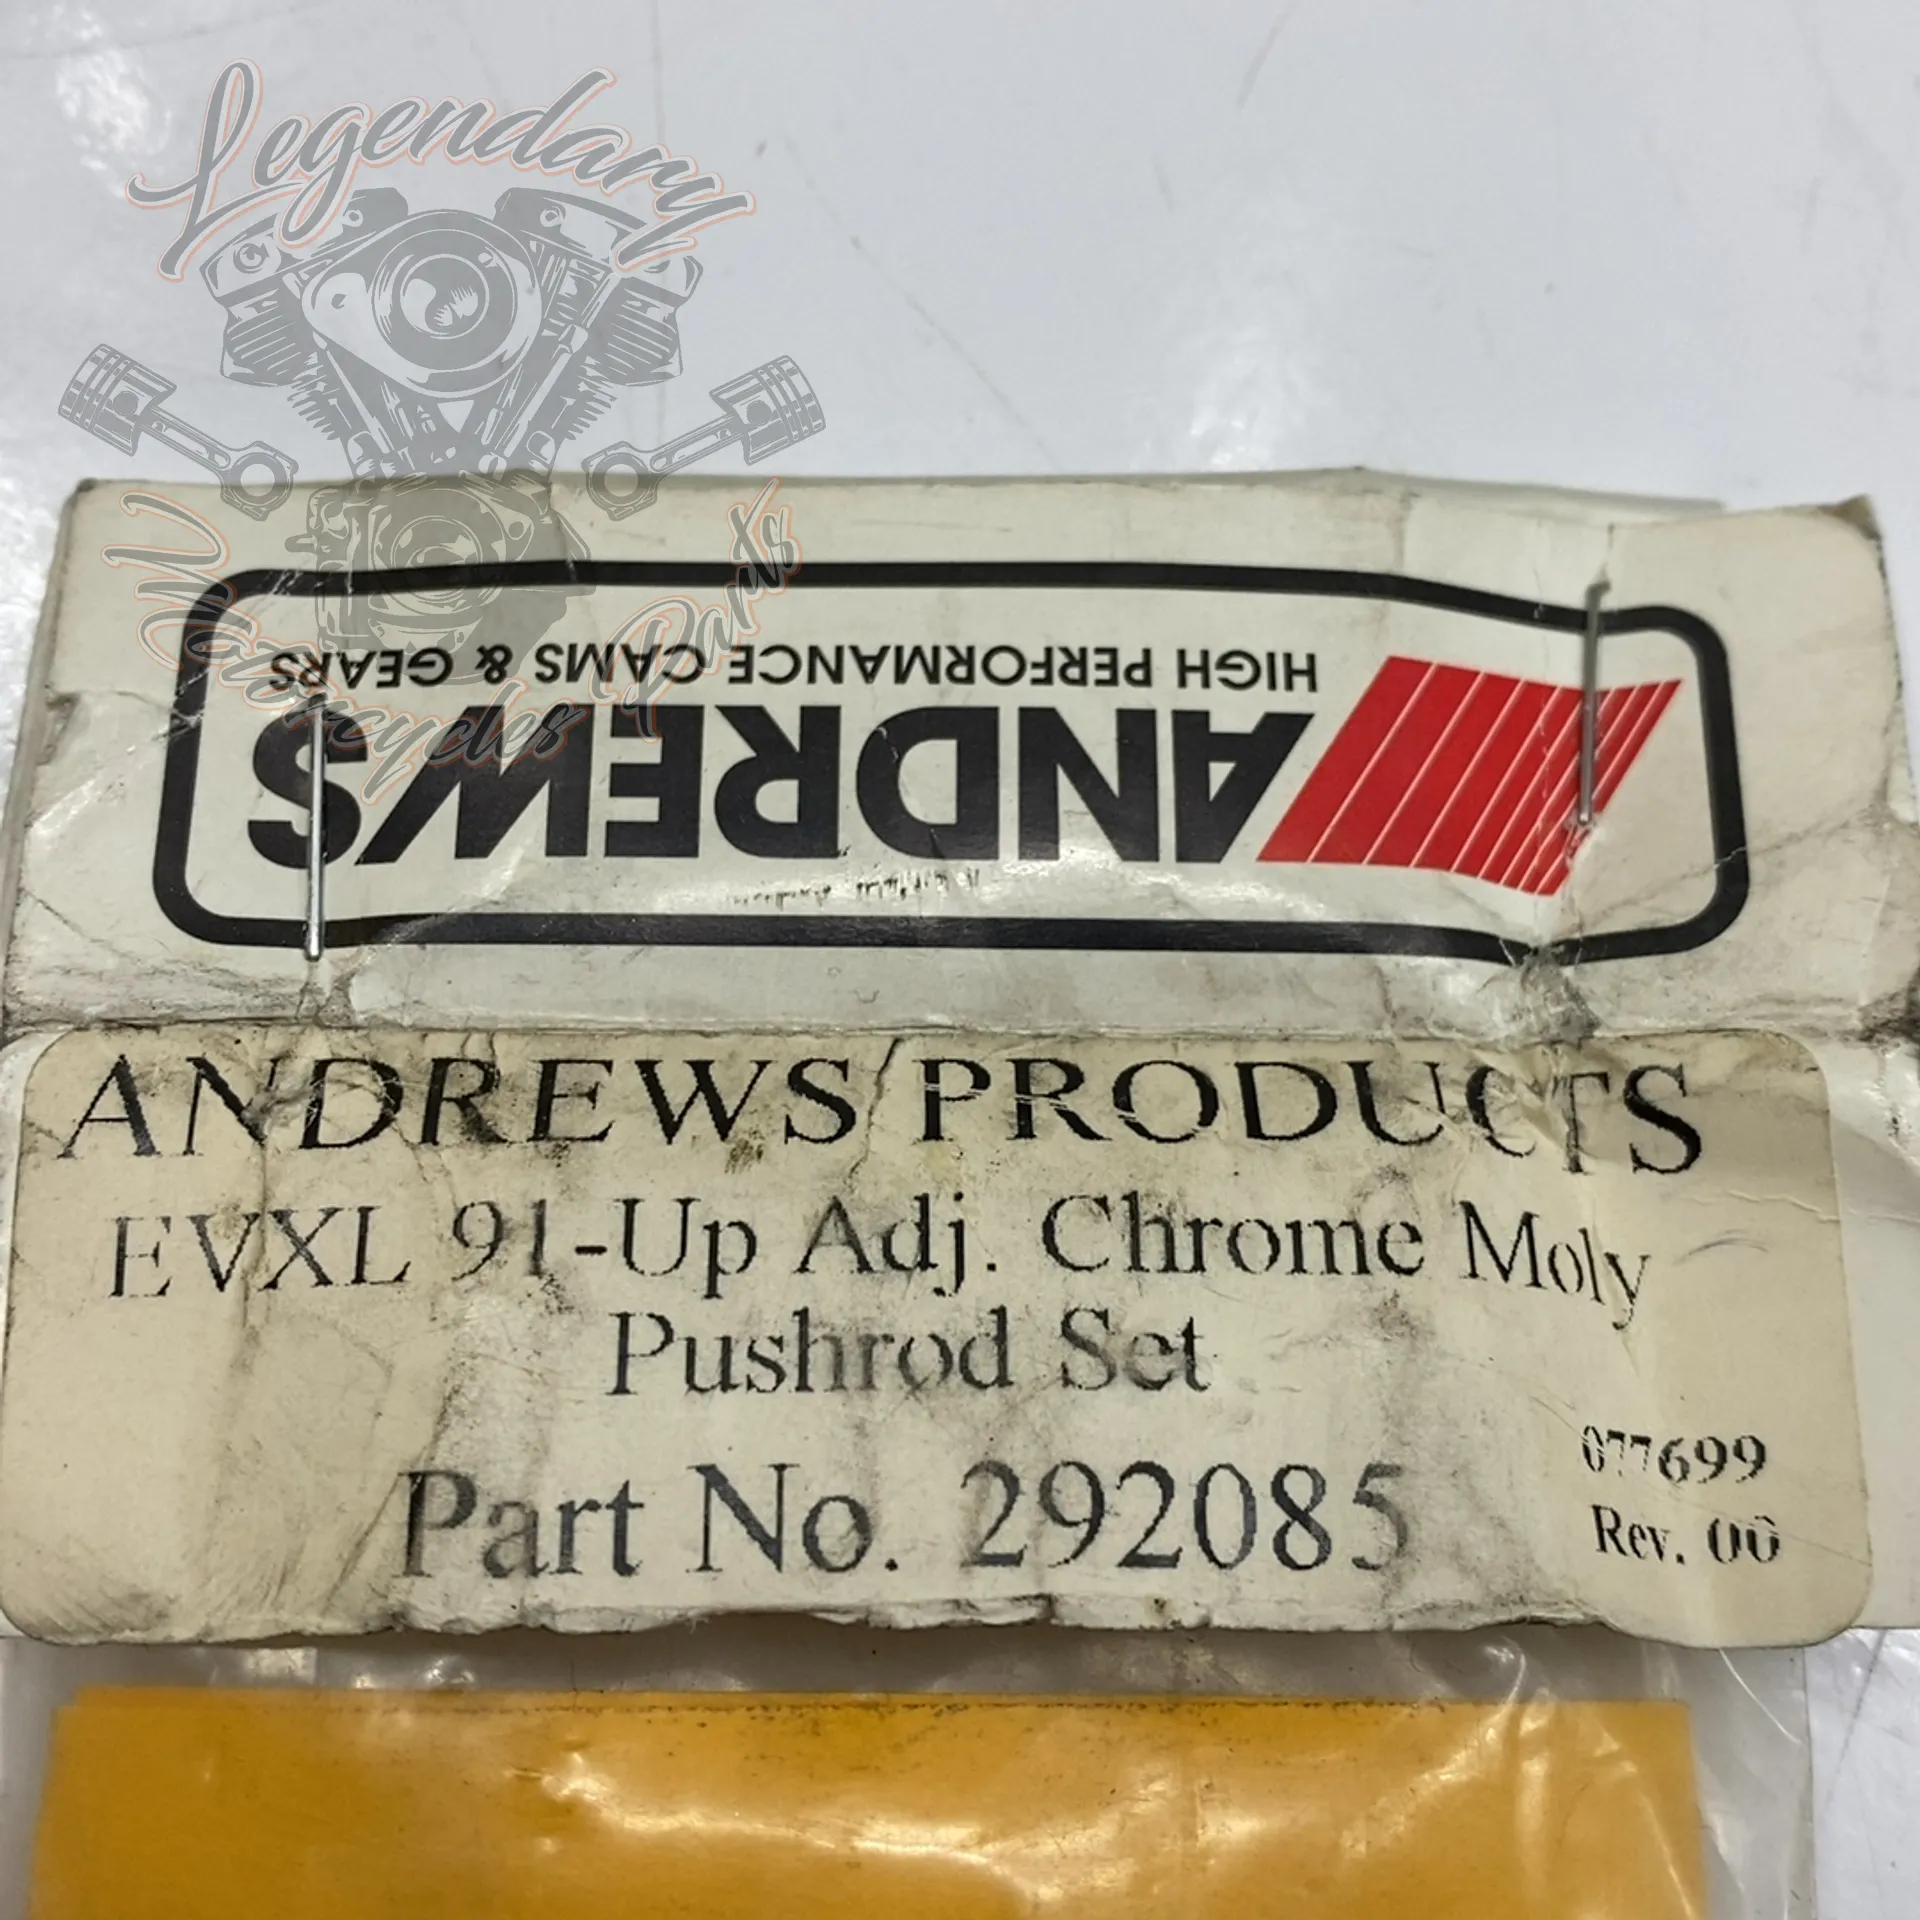 Legendary
Motorcycles Parts
ANDREWS
HIGH PERFORMANCE CAMS & GEARS
ANDREWS PRODUCTS
EVXL 91-Up Adj. Chrome Moly
Pushrod Set
077699
Part No. 292085
Rev. 00